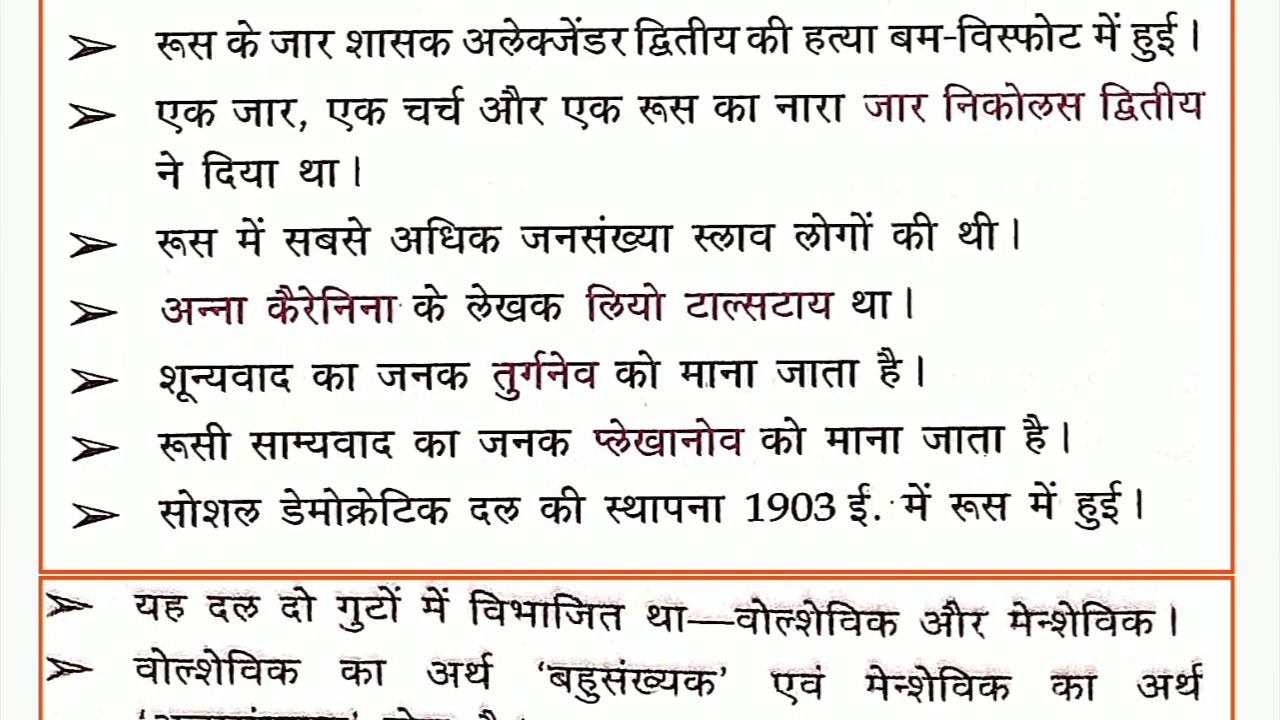 रूस के जार शासक अलेक्जेंडर द्वितीय की हत्या बम-विस्फोट में हुई।
एक जार, एक चर्च और एक रूस का नारा जार निकोलस द्वितीय
ने दिया था।
रूस में सबसे अधिक जनसंख्या स्लाव लोगों की थी।
अन्ना कैरेनिना के लेखक लियो टाल्सटाय था।
शून्यवाद का जनक तुर्गनेव को माना जाता है।
रूसी साम्यवाद का जनक प्लेखानोव को माना जाता है।
सोशल डेमोक्रेटिक दल की स्थापना 1903 ई. में रूस में हुई।
यह दल दो गुटों में विभाजित था—वोल्शेविक और मेन्शेविक।
वोल्शेविक का अर्थ ‘बहुसंख्यक’ एवं मेन्शेविक का अर्थ